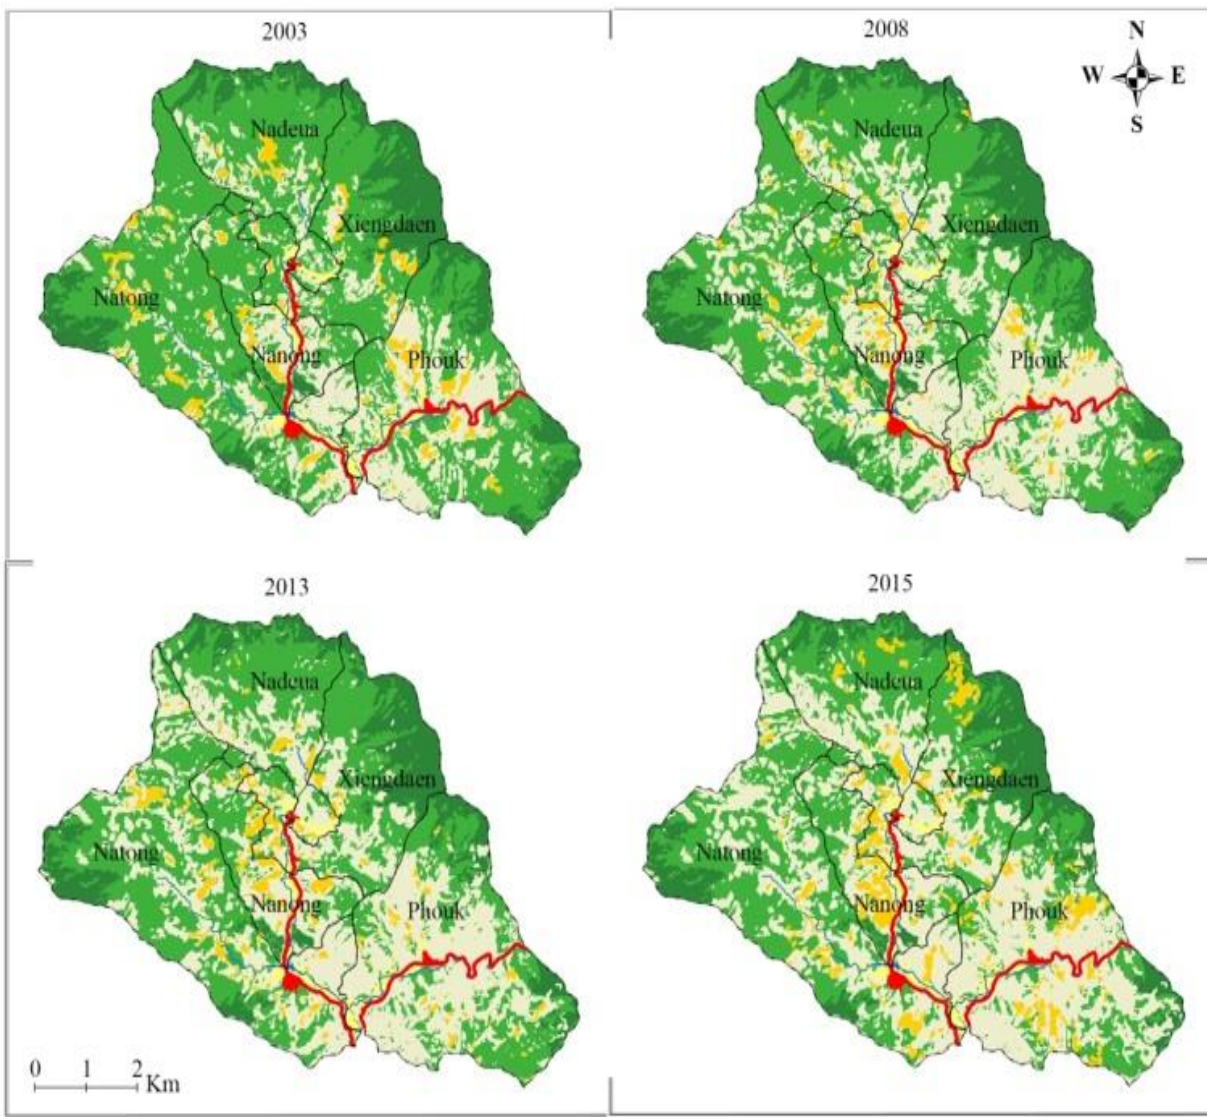 2003
2008
N
W E
S
Nadeua
Xiengdaen
Natong
Nanong
Phouk
Nadeua
Xiengdaen
Natong
Nanong
Phouk
2013
2015
Nadeua
Xiengdaen
Natong
Nanong
Phouk
Nadeua
Xiengdaen
Natong
Nanong
Phouk
0 1 2 Km